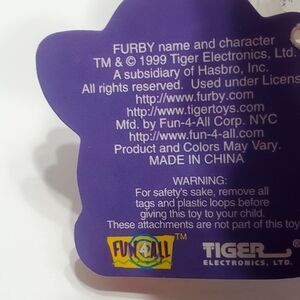 FURBY name and character
TM & © 1999 Tiger Electronics, Ltd.
A subsidiary of Hasbro, Inc.
All rights reserved. Used under License
http://www.furby.com
http://www.tigertoys.com
Mfd. by Fun-4-All Corp. NYC
http://www.fun-4-all.com
Product and Colors May Vary.
MADE IN CHINA
WARNING:
For safety's sake, remove all
tags and plastic loops before
giving this toy to your child.
These attachments are not part of this toy
FUN 4 ALL ™
TIGER ®
ELECTRONICS, LTD.